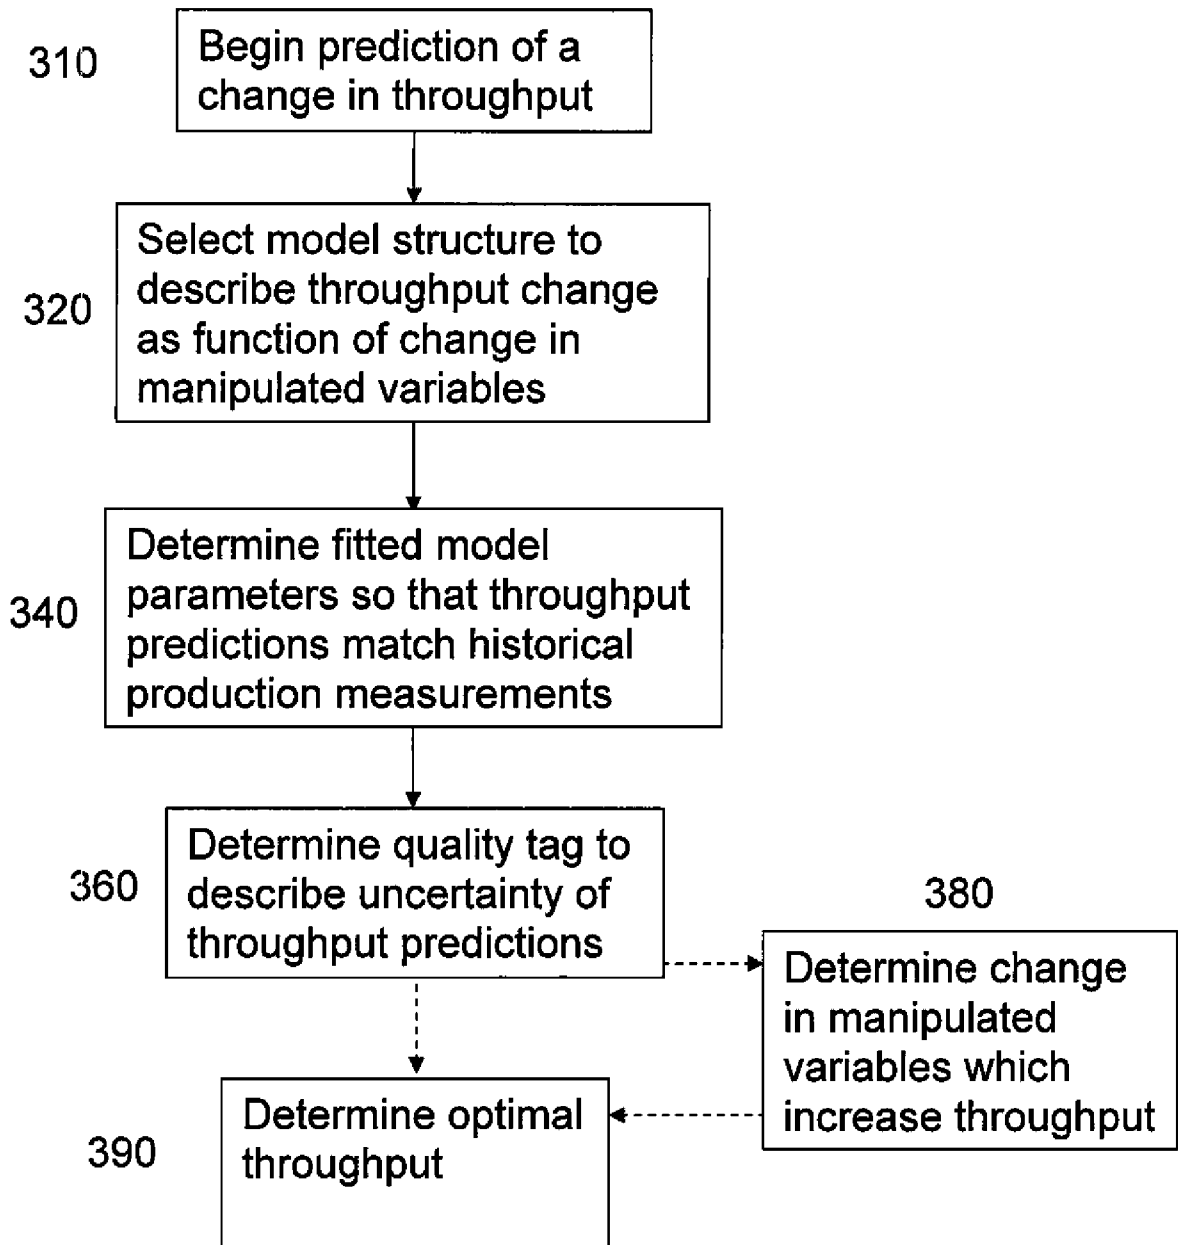 310
Begin prediction of a
change in throughput
320
Select model structure to
describe throughput change
as function of change in
manipulated variables
340
Determine fitted model
parameters so that throughput
predictions match historical
production measurements
360
Determine quality tag to
describe uncertainty of
throughput predictions
380
Determine change
in manipulated
variables which
increase throughput
390
Determine optimal
throughput